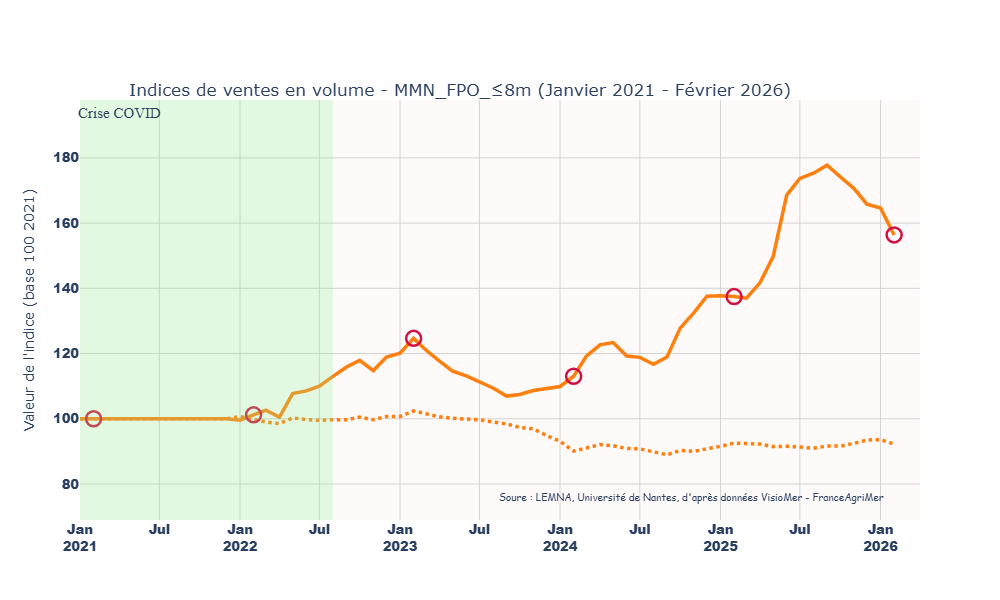 Indices de ventes en volume - MMN_FPO_≤8m (Janvier 2021 - Février 2026)
Crise COVID
Valeur de l'indice (base 100 2021)
180
160
140
120
100
80
Soure : LEMNA, Université de Nantes, d'après données VisioMer - FranceAgriMer
Jan Jul Jan Jul Jan Jul Jan Jul Jan Jul Jan
2021 2022 2023 2024 2025 2026